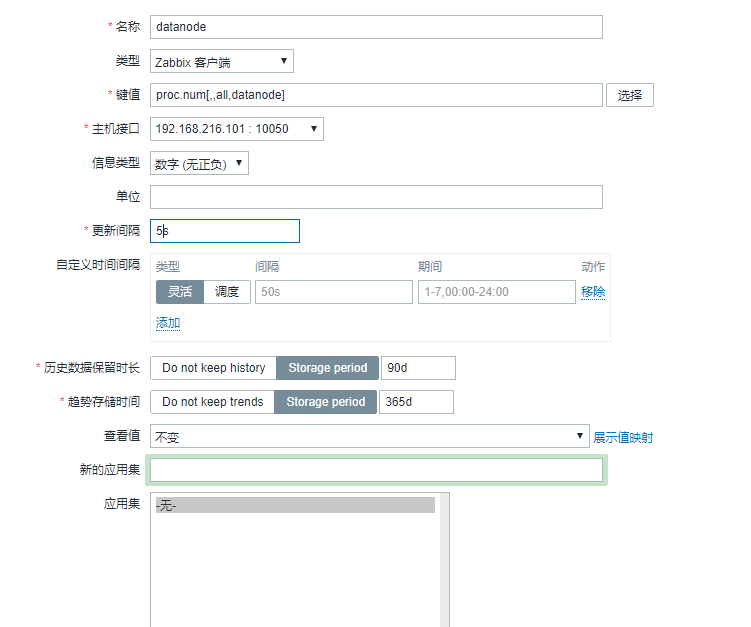 * 名称 datanode
类型 Zabbix 客户端
* 键值 proc.num[,,all,datanode] 选择
* 主机接口 192.168.216.101 : 10050
信息类型 数字 (无正负)
单位
* 更新间隔 5s
自定义时间间隔 类型 间隔 期间 动作
灵活 调度 50s 1-7,00:00-24:00 移除
添加
* 历史数据保留时长 Do not keep history Storage period 90d
* 趋势存储时间 Do not keep trends Storage period 365d
查看值 不变 展示值映射
新的应用集
应用集 -无-